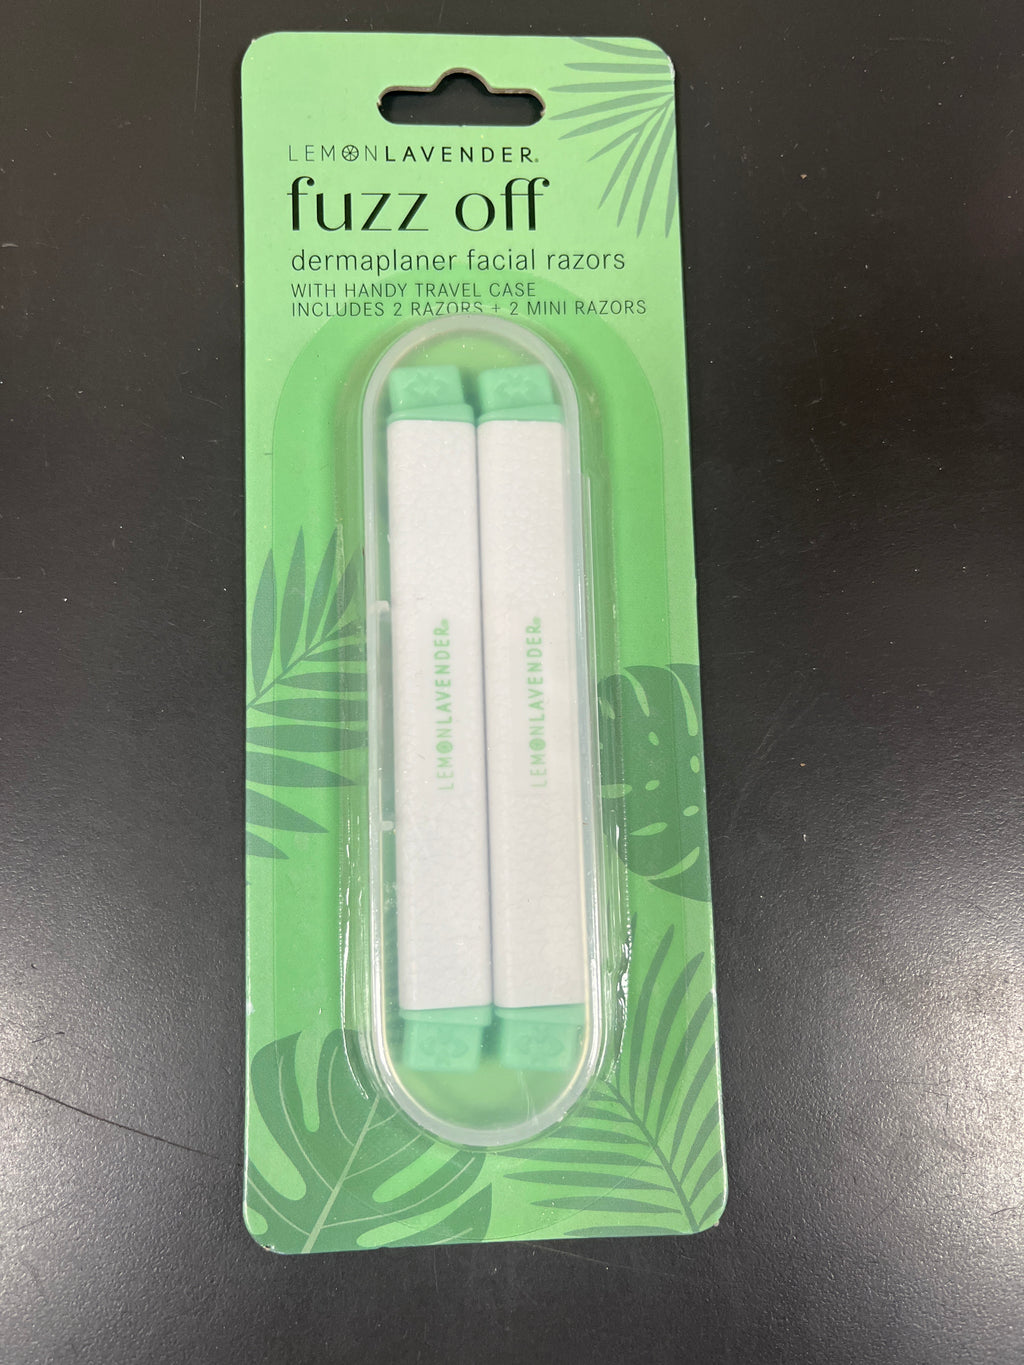 LEMONLAVENDER®
fuzz off
dermaplaner facial razors
WITH HANDY TRAVEL CASE
INCLUDES 2 RAZORS + 2 MINI RAZORS
LEMONLAVENDER®
LEMONLAVENDER®